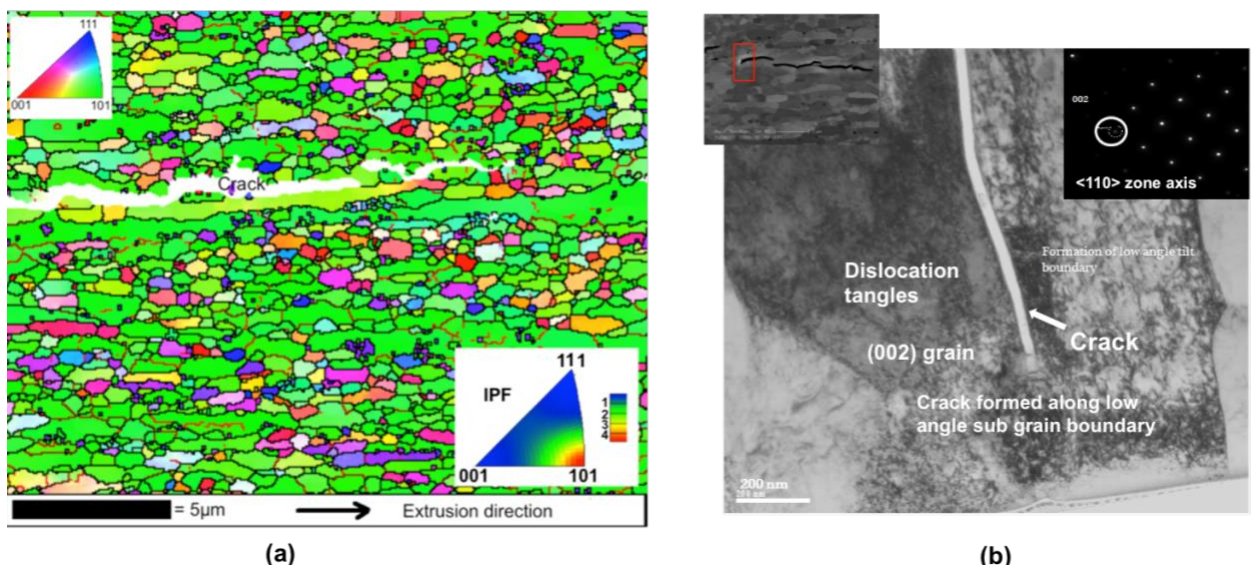 111
001
101
Crack
IPF
111
1
2
3
4
001
101
= 5µm
Extrusion direction
(a)
002
<110> zone axis
Formation of low angle tilt
boundary
Dislocation
tangles
Crack
(002) grain
Crack formed along low
angle sub grain boundary
200 nm
200 nm
(b)